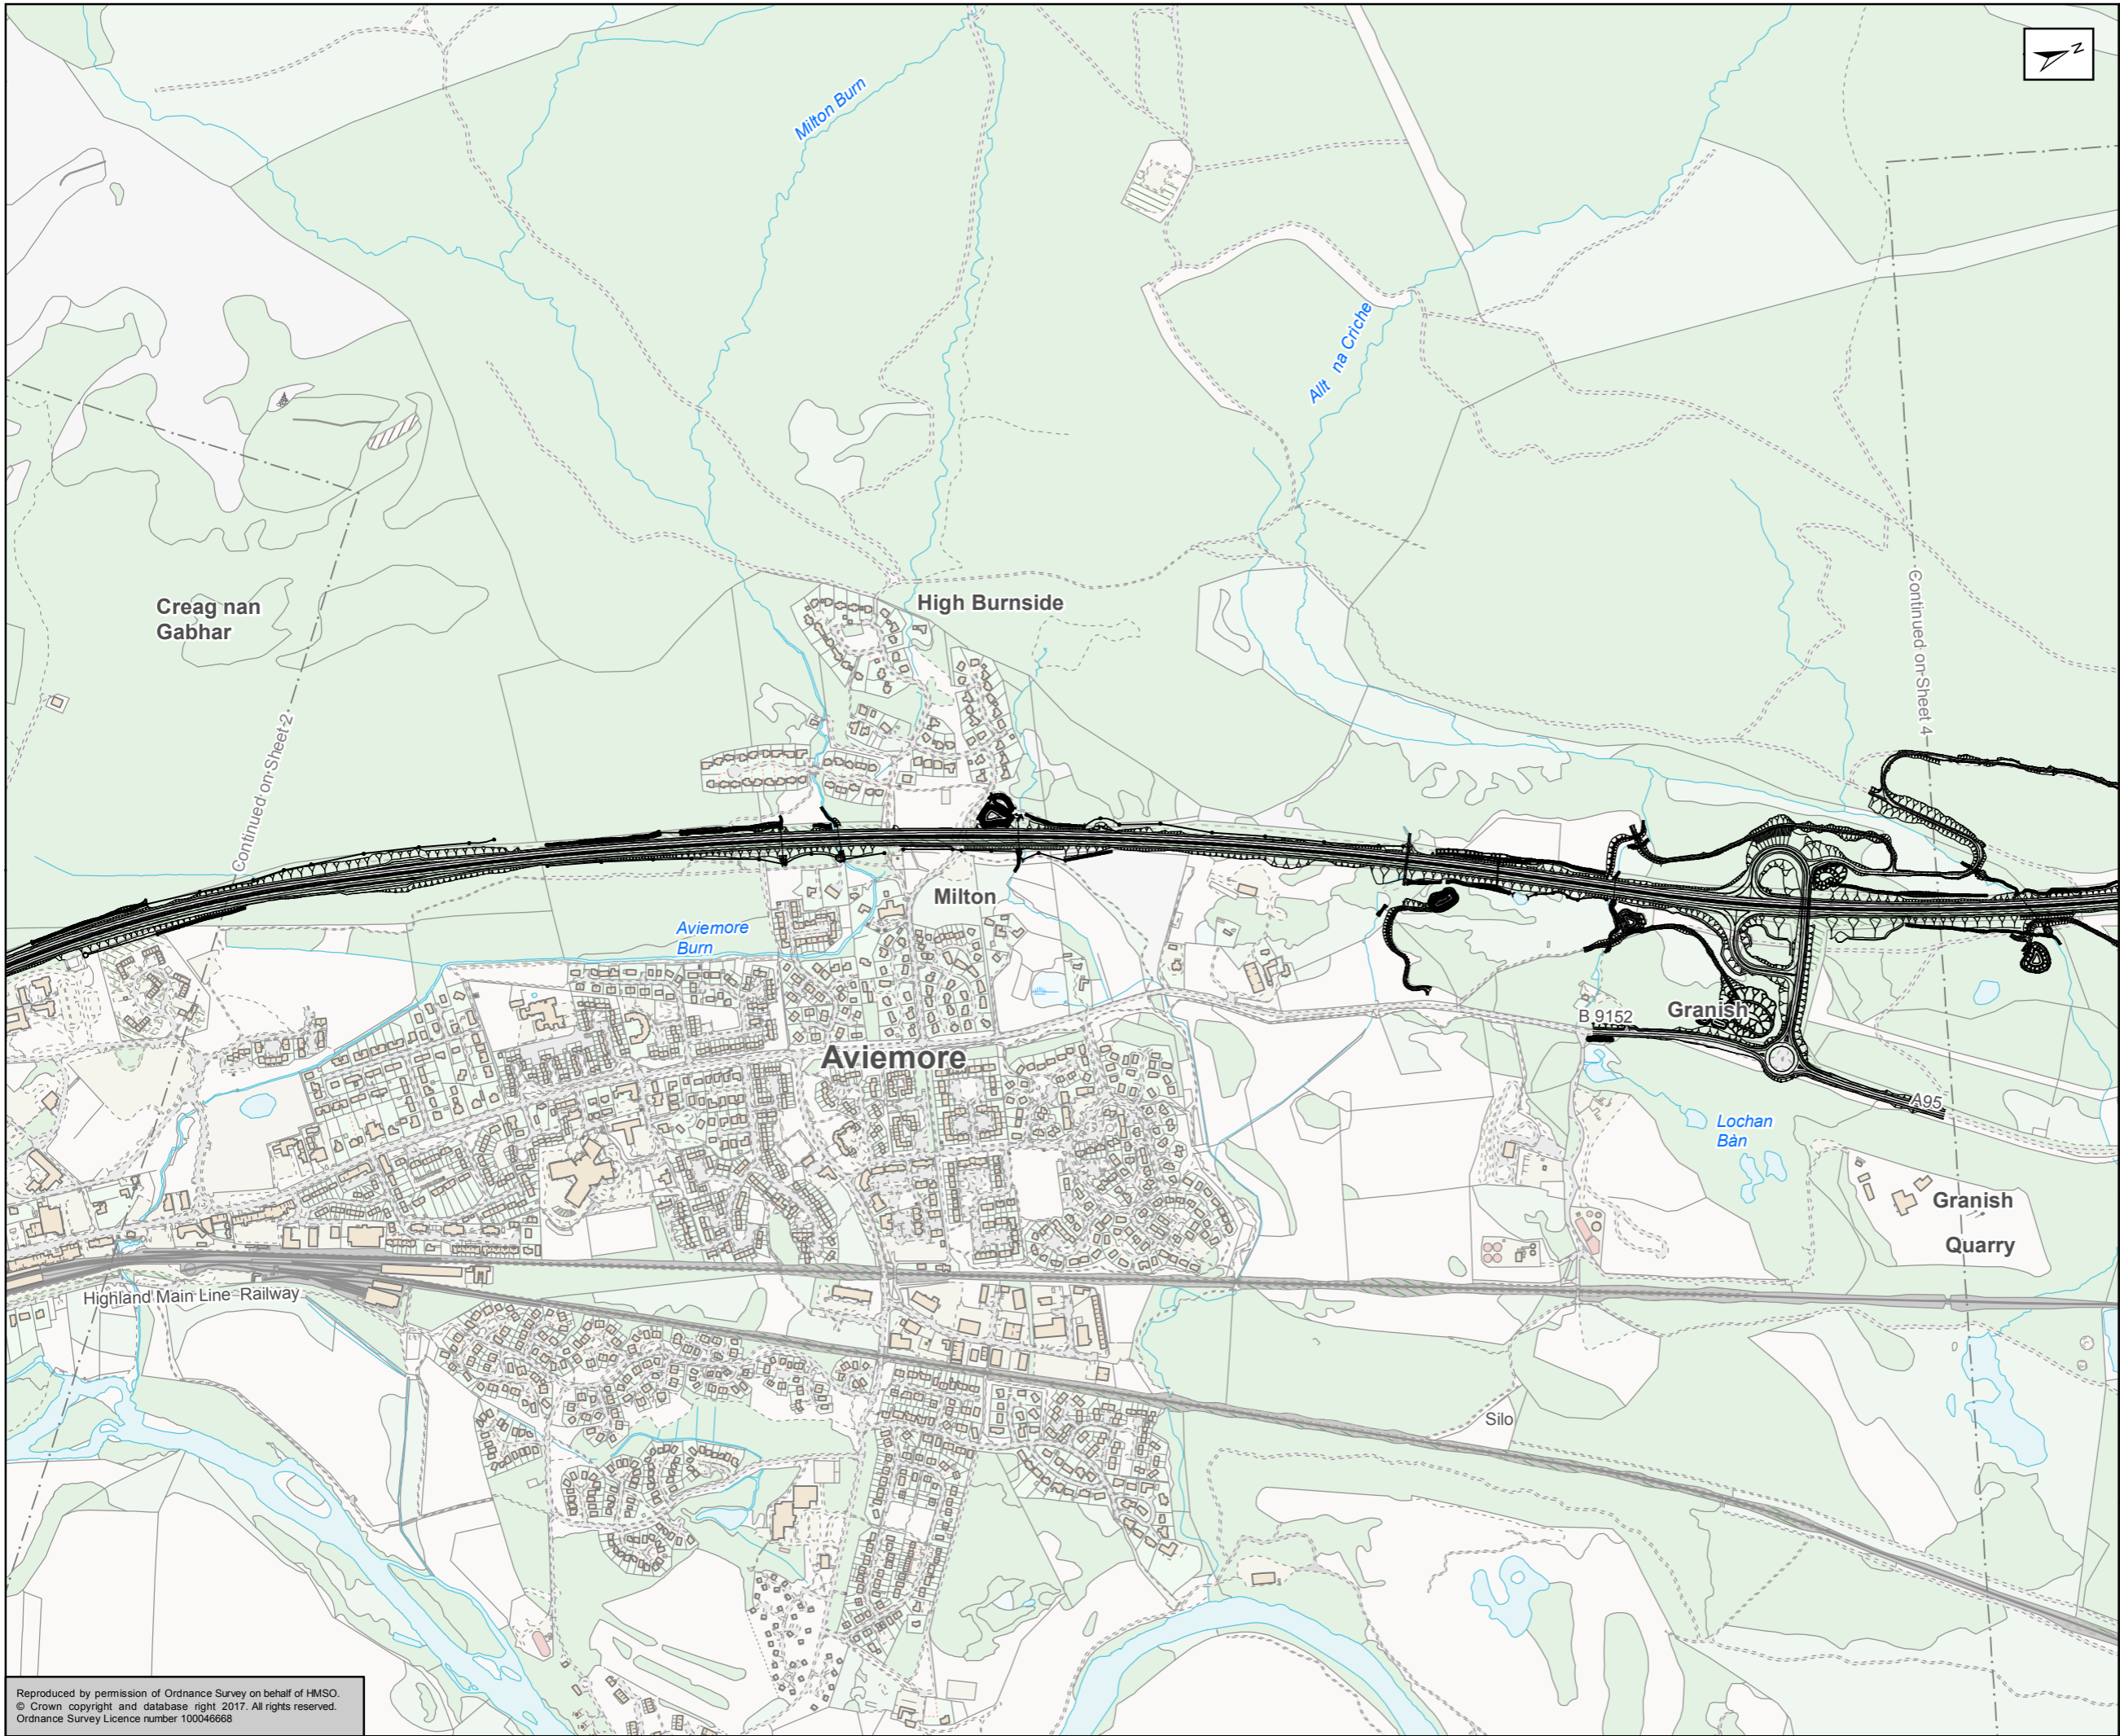 N
Milton Burn
Allt na Criche
Continued on Sheet 4
High Burnside
Creag nan
Gabhar
Continued on Sheet 2
Milton
Aviemore
Burn
B 9152
Granish
Aviemore
A95
Lochan
Bàn
Granish
Quarry
Highland Main Line Railway
Silo
Reproduced by permission of Ordnance Survey on behalf of HMSO.
© Crown copyright and database right 2017. All rights reserved.
Ordnance Survey Licence number 100046668